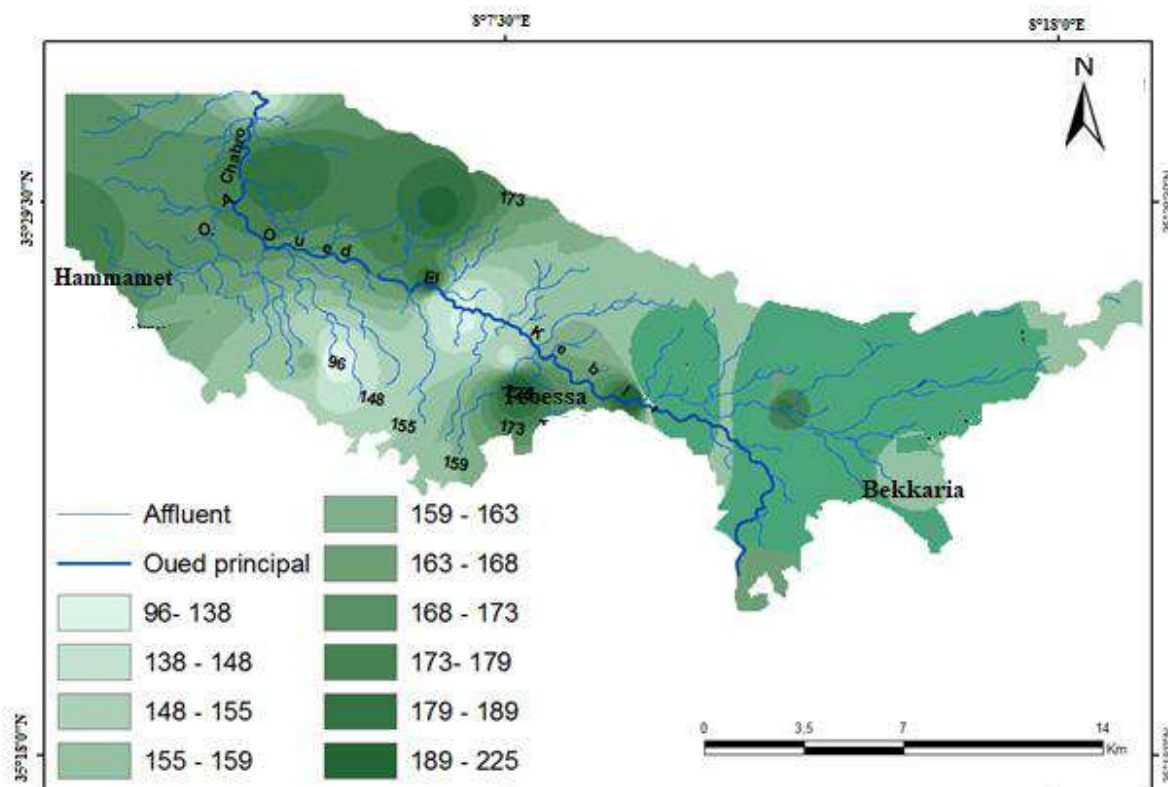 8°7'30"E
8°18'0"E
N
35°29'30"N
O. Chabro
173
Hammamet
Oued El Kebir
96
148
155
159
Tebessa
173
Bekkaria
Affluent
Oued principal
96- 138
138 - 148
148 - 155
155 - 159
159 - 163
163 - 168
168 - 173
173- 179
179 - 189
189 - 225
35°18'0"N
0 3,5 7 14
Km